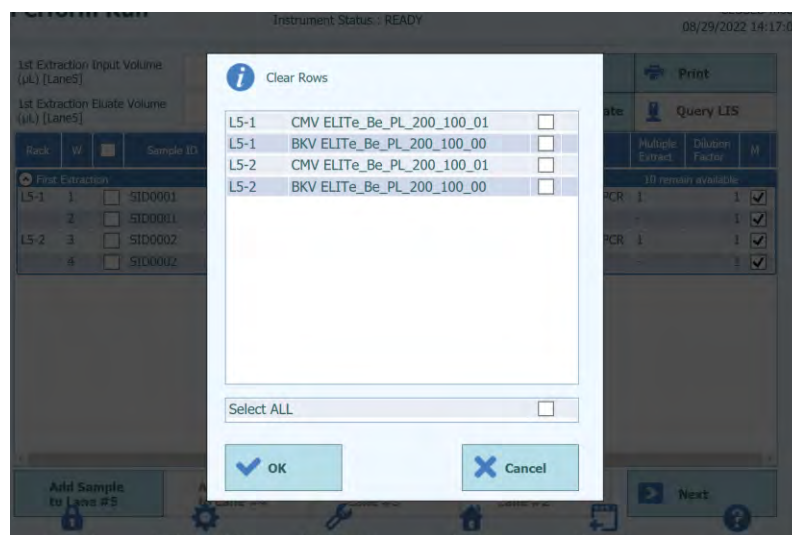 Perform Run
Instrument Status : READY
08/29/2022 14:17:0
1st Extraction Input Volume
(µL) [Lane5]
1st Extraction Eluate Volume
(µL) [Lane5]
Print
Query LIS
Rack W Sample ID
Multiple Extract Dilution Factor M
First Extraction
10 remain available
L5-1 1 SID0001 PCR 1 1
2 SID0001 - 1
L5-2 3 SID0002 PCR 1 1
4 SID0002 - 1
Clear Rows
L5-1 CMV ELITe_Be_PL_200_100_01
L5-1 BKV ELITe_Be_PL_200_100_00
L5-2 CMV ELITe_Be_PL_200_100_01
L5-2 BKV ELITe_Be_PL_200_100_00
Select ALL
OK
Cancel
Add Sample
to Lane #5
Next